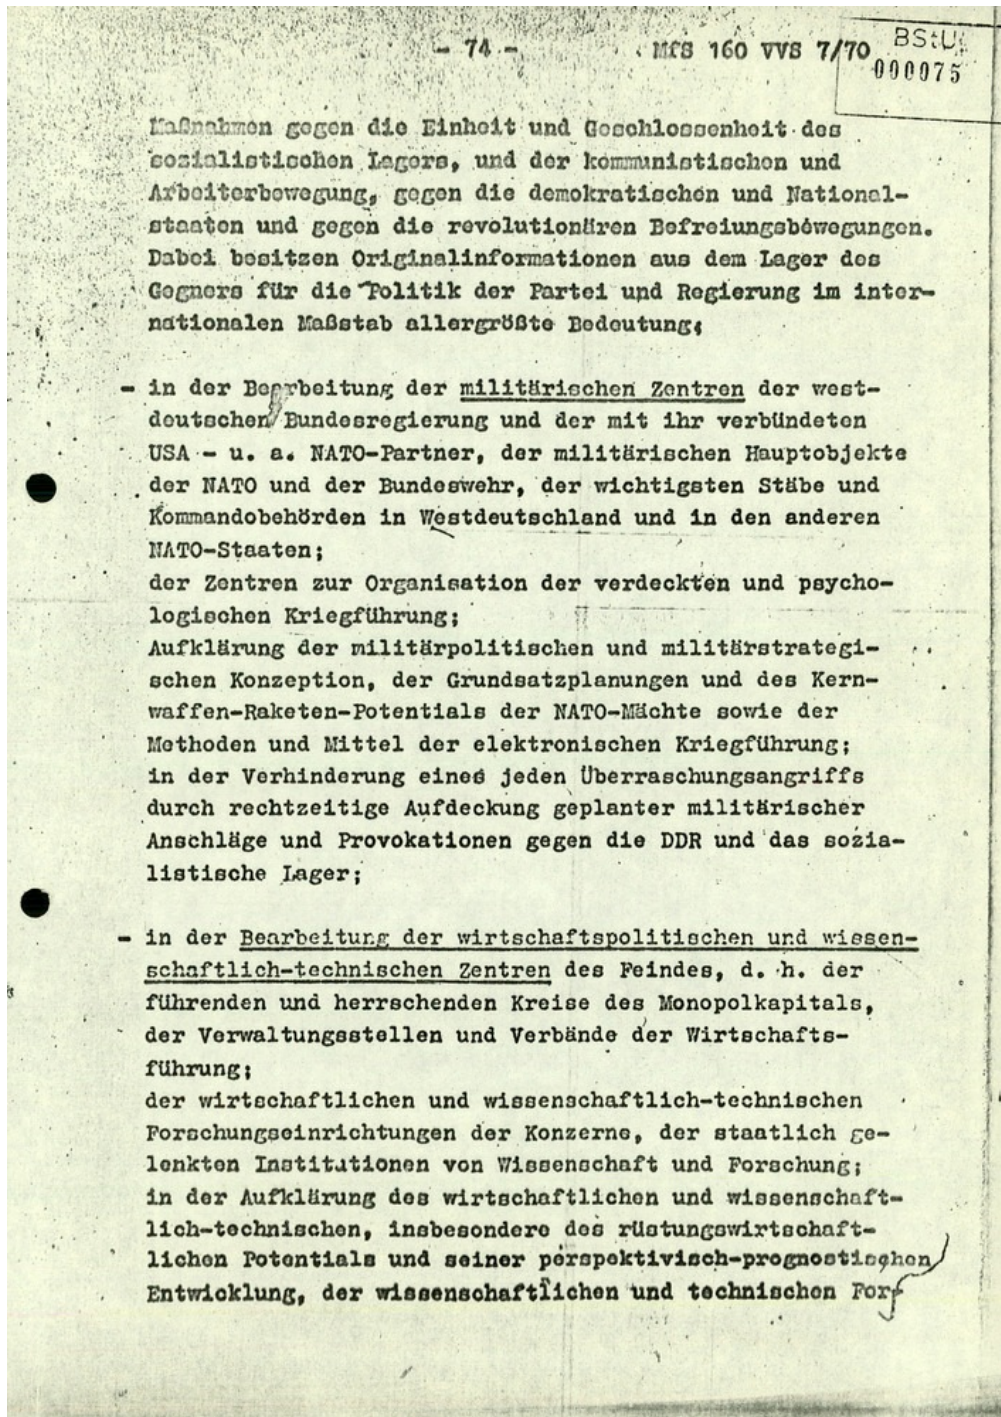 - 74 -
MfS 160 VVS 7/70
BStU
000075
Maßnahmen gegen die Einheit und Geschlossenheit des
sozialistischen Lagers, und der kommunistischen und
Arbeiterbewegung, gegen die demokratischen und National-
staaten und gegen die revolutionären Befreiungsbewegungen.
Dabei besitzen Originalinformationen aus dem Lager des
Gegners für die Politik der Partei und Regierung im inter-
nationalen Maßstab allergrößte Bedeutung;
- in der Bearbeitung der militärischen Zentren der west-
deutschen Bundesregierung und der mit ihr verbündeten
USA - u. a. NATO-Partner, der militärischen Hauptobjekte
der NATO und der Bundeswehr, der wichtigsten Stäbe und
Kommandobehörden in Westdeutschland und in den anderen
NATO-Staaten;
der Zentren zur Organisation der verdeckten und psycho-
logischen Kriegführung;
Aufklärung der militärpolitischen und militärstrategi-
schen Konzeption, der Grundsatzplanungen und des Kern-
waffen-Raketen-Potentials der NATO-Mächte sowie der
Methoden und Mittel der elektronischen Kriegführung;
in der Verhinderung eines jeden Überraschungsangriffs
durch rechtzeitige Aufdeckung geplanter militärischer
Anschläge und Provokationen gegen die DDR und das sozia-
listische Lager;
- in der Bearbeitung der wirtschaftspolitischen und wissen-
schaftlich-technischen Zentren des Feindes, d. h. der
führenden und herrschenden Kreise des Monopolkapitals,
der Verwaltungsstellen und Verbände der Wirtschafts-
führung;
der wirtschaftlichen und wissenschaftlich-technischen
Forschungseinrichtungen der Konzerne, der staatlich ge-
lenkten Institutionen von Wissenschaft und Forschung;
in der Aufklärung des wirtschaftlichen und wissenschaft-
lich-technischen, insbesondere des rüstungswirtschaft-
lichen Potentials und seiner perspektivisch-prognostischen
Entwicklung, der wissenschaftlichen und technischen For-